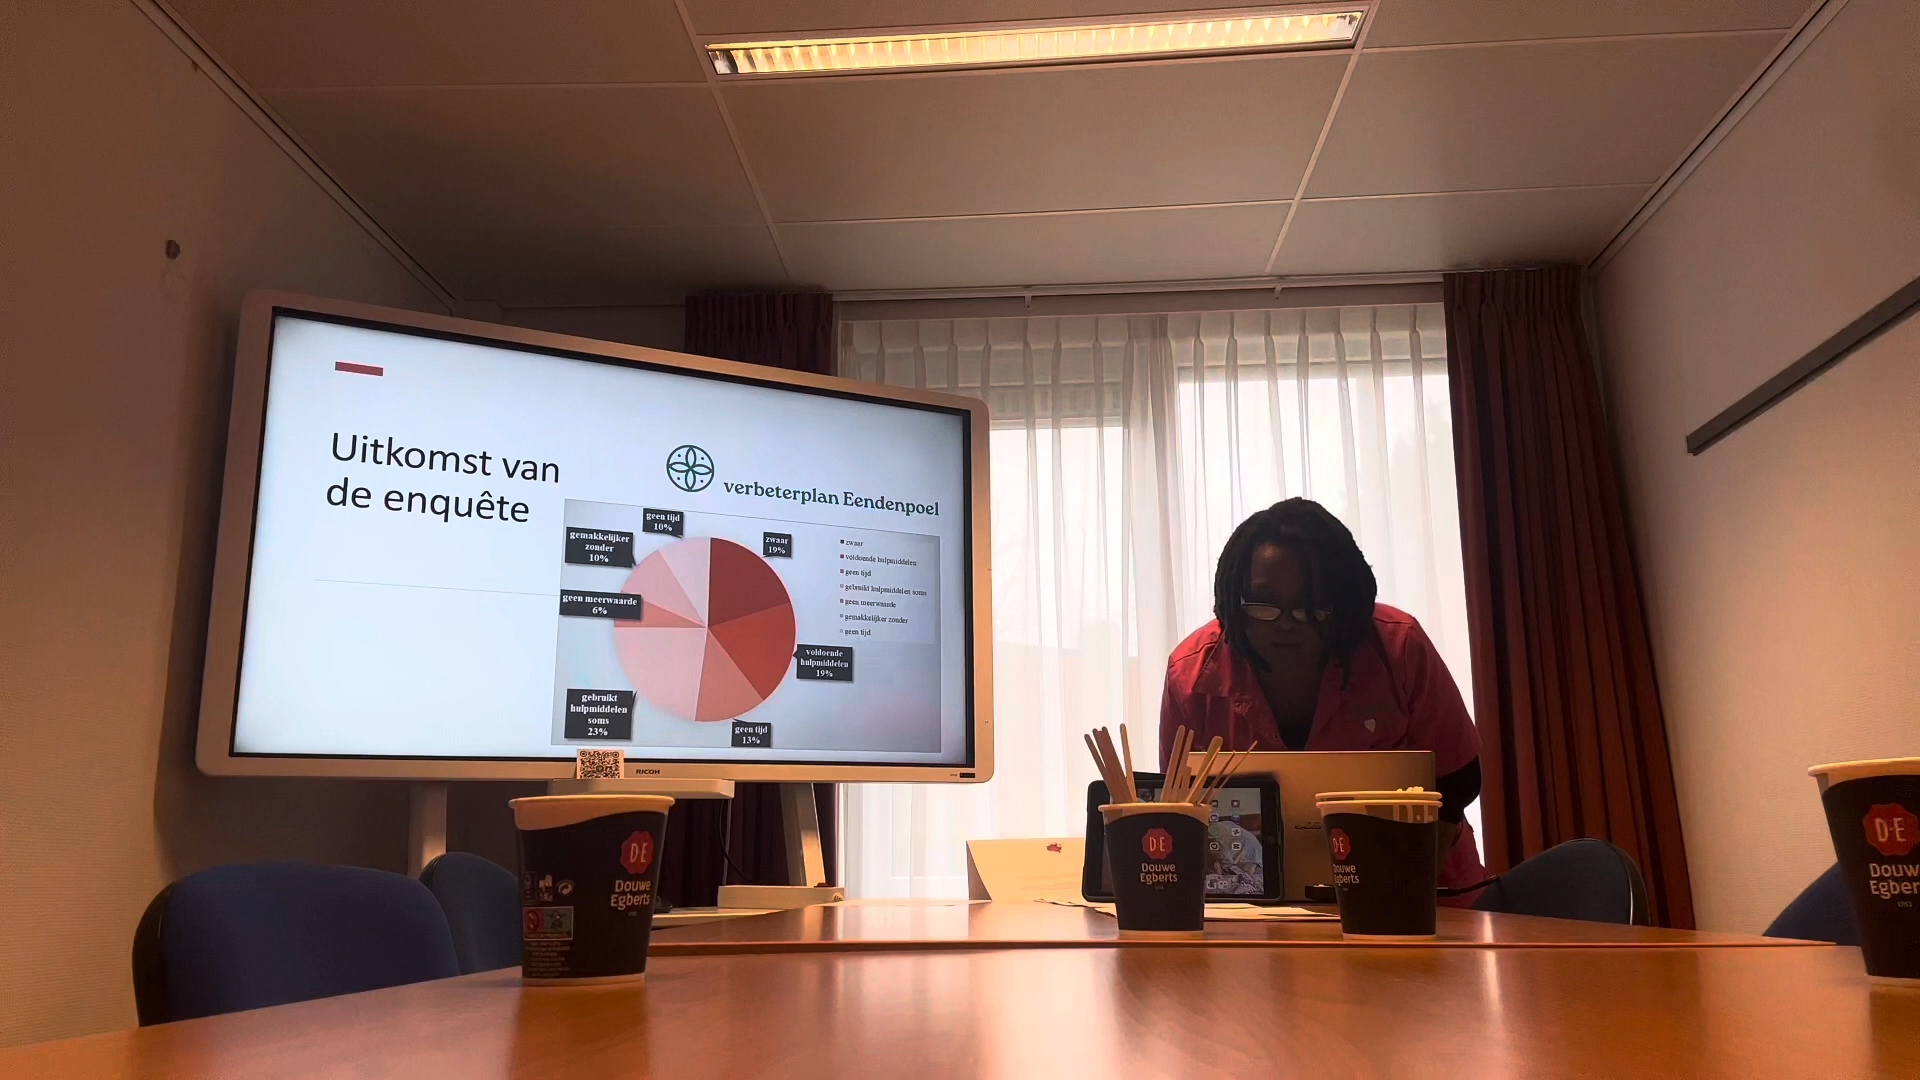 Uitkomst van
de enquête
verbeterplan Eendenpoel
geen tijd
10%
gemakkelijker
zonder
10%
zwaar
19%
geen meerwaarde
6%
voldoende
hulpmiddelen
19%
gebruikt
hulpmiddelen
soms
23%
geen tijd
13%
zwaar
voldoende hulpmiddelen
geen tijd
gebruikt hulpmiddelen soms
geen meerwaarde
gemakkelijker zonder
geen tijd
RICOH
D·E
Douwe
Egberts
D·E
Douwe
Egberts
D·E
Douwe
Egberts
D·E
Douw
Egber